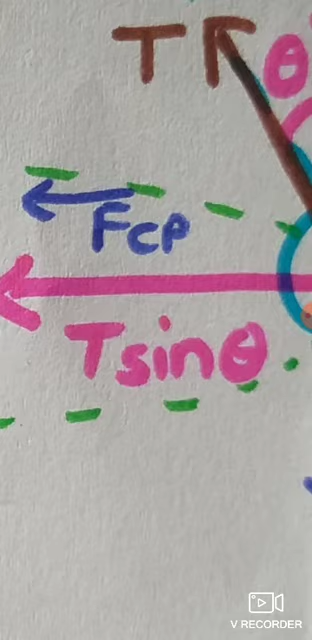 T
θ
FCP
Tsinθ
V RECORDER